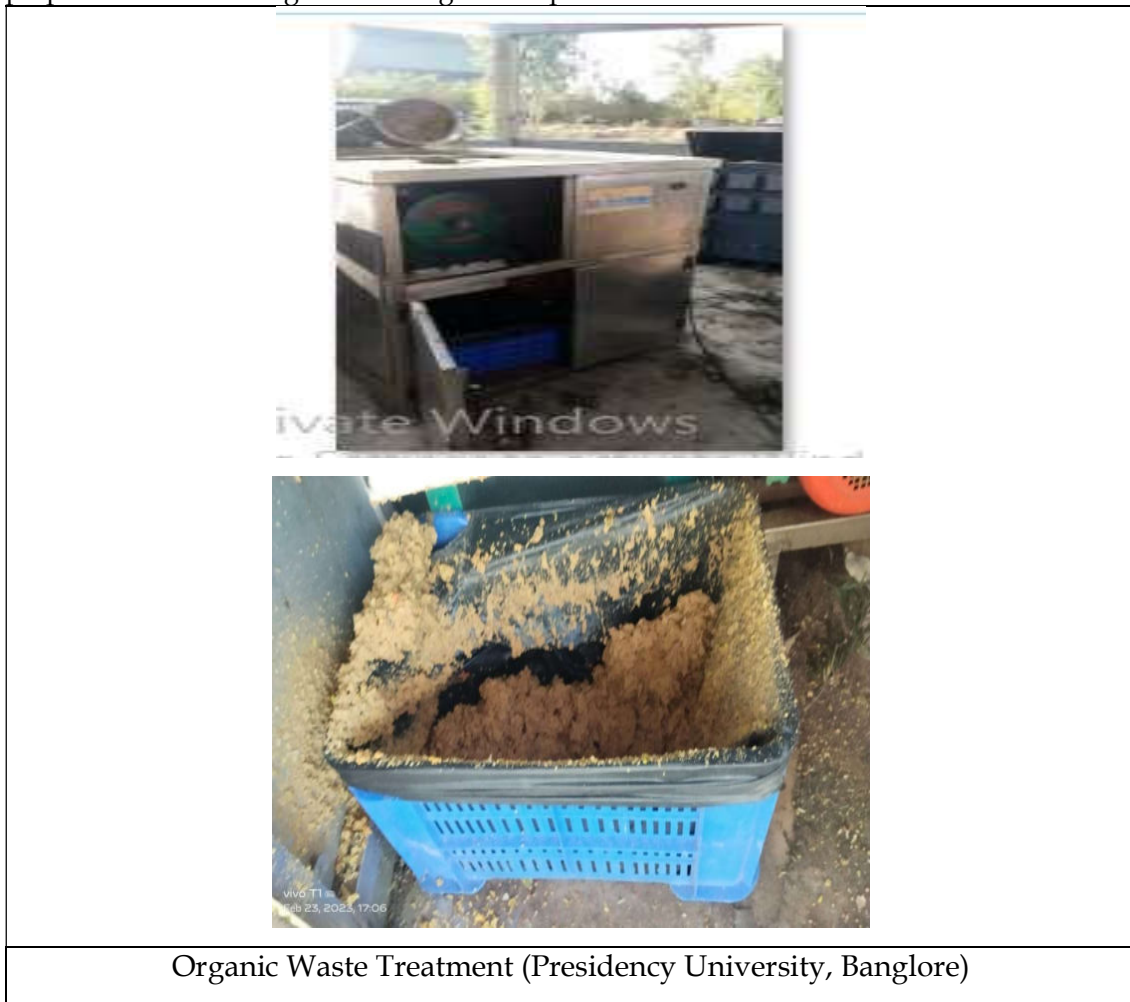 ivate Windows
vivo T1
Feb 23, 2023, 17:06
Organic Waste Treatment (Presidency University, Banglore)